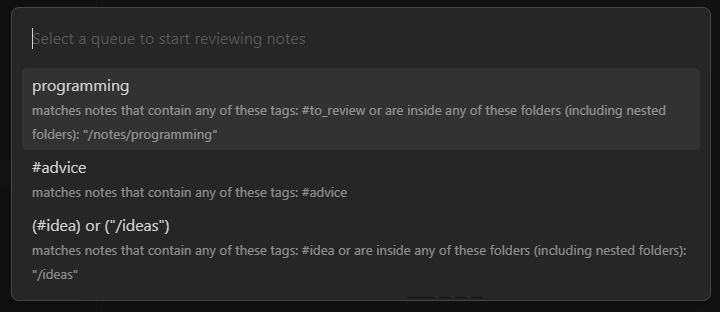 Select a queue to start reviewing notes
programming
matches notes that contain any of these tags: #to_review or are inside any of these folders (including nested
folders): "/notes/programming"
#advice
matches notes that contain any of these tags: #advice
(#idea) or ("/ideas")
matches notes that contain any of these tags: #idea or are inside any of these folders (including nested folders):
"/ideas"